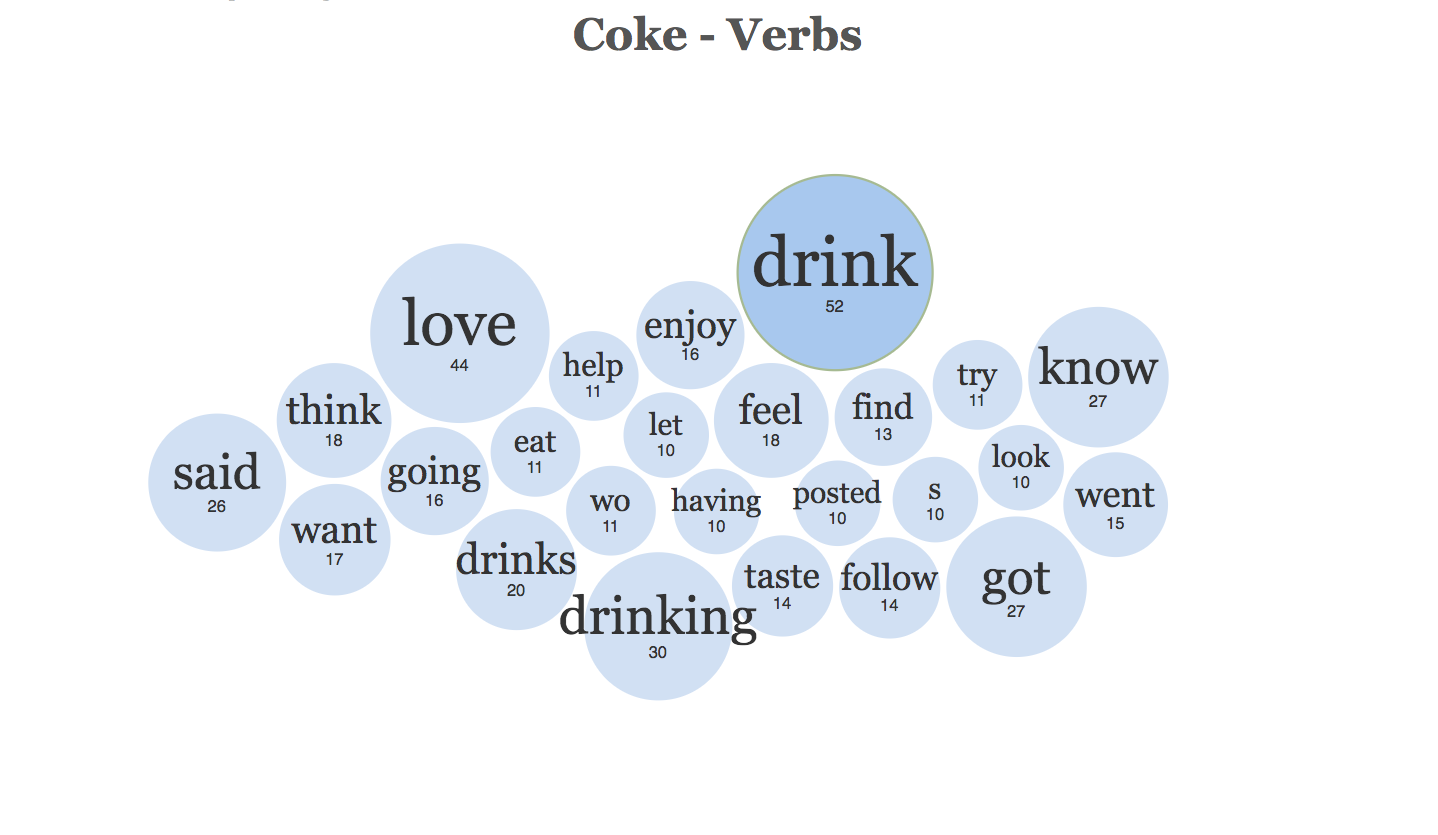 Coke - Verbs
drink
52
love
44
enjoy
16
help
11
try
11
know
27
think
18
let
10
feel
18
find
13
said
26
going
16
eat
11
look
10
want
17
wo
11
having
10
posted
10
s
10
went
15
drinks
20
drinking
30
taste
14
follow
14
got
27